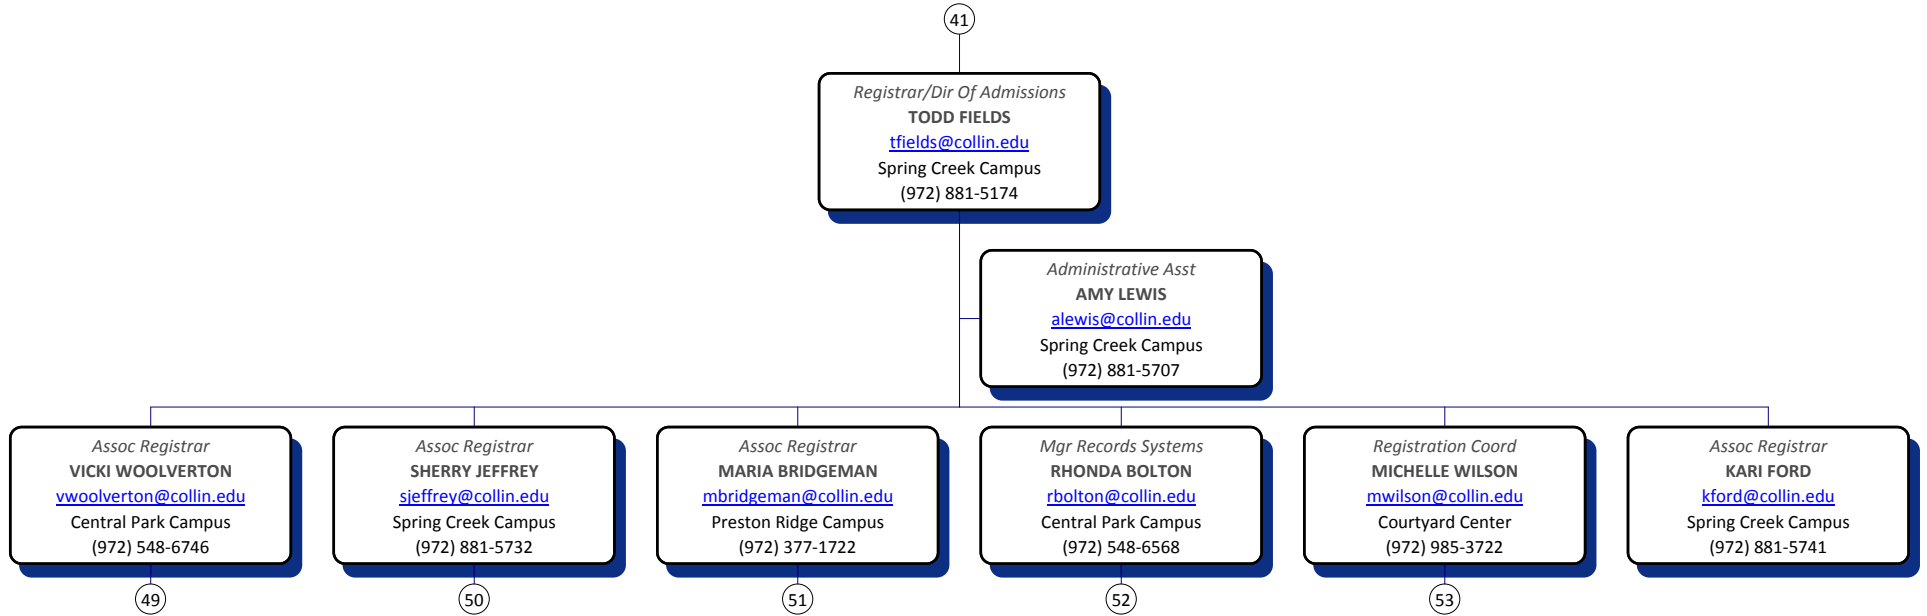 41
Registrar/Dir Of Admissions
TODD FIELDS
tfields@collin.edu
Spring Creek Campus
(972) 881-5174
Administrative Asst
AMY LEWIS
alewis@collin.edu
Spring Creek Campus
(972) 881-5707
Assoc Registrar
VICKI WOOLVERTON
vwoolverton@collin.edu
Central Park Campus
(972) 548-6746
49
Assoc Registrar
SHERRY JEFFREY
sjeffrey@collin.edu
Spring Creek Campus
(972) 881-5732
50
Assoc Registrar
MARIA BRIDGEMAN
mbridgeman@collin.edu
Preston Ridge Campus
(972) 377-1722
51
Mgr Records Systems
RHONDA BOLTON
rbolton@collin.edu
Central Park Campus
(972) 548-6568
52
Registration Coord
MICHELLE WILSON
mwilson@collin.edu
Courtyard Center
(972) 985-3722
53
Assoc Registrar
KARI FORD
kford@collin.edu
Spring Creek Campus
(972) 881-5741